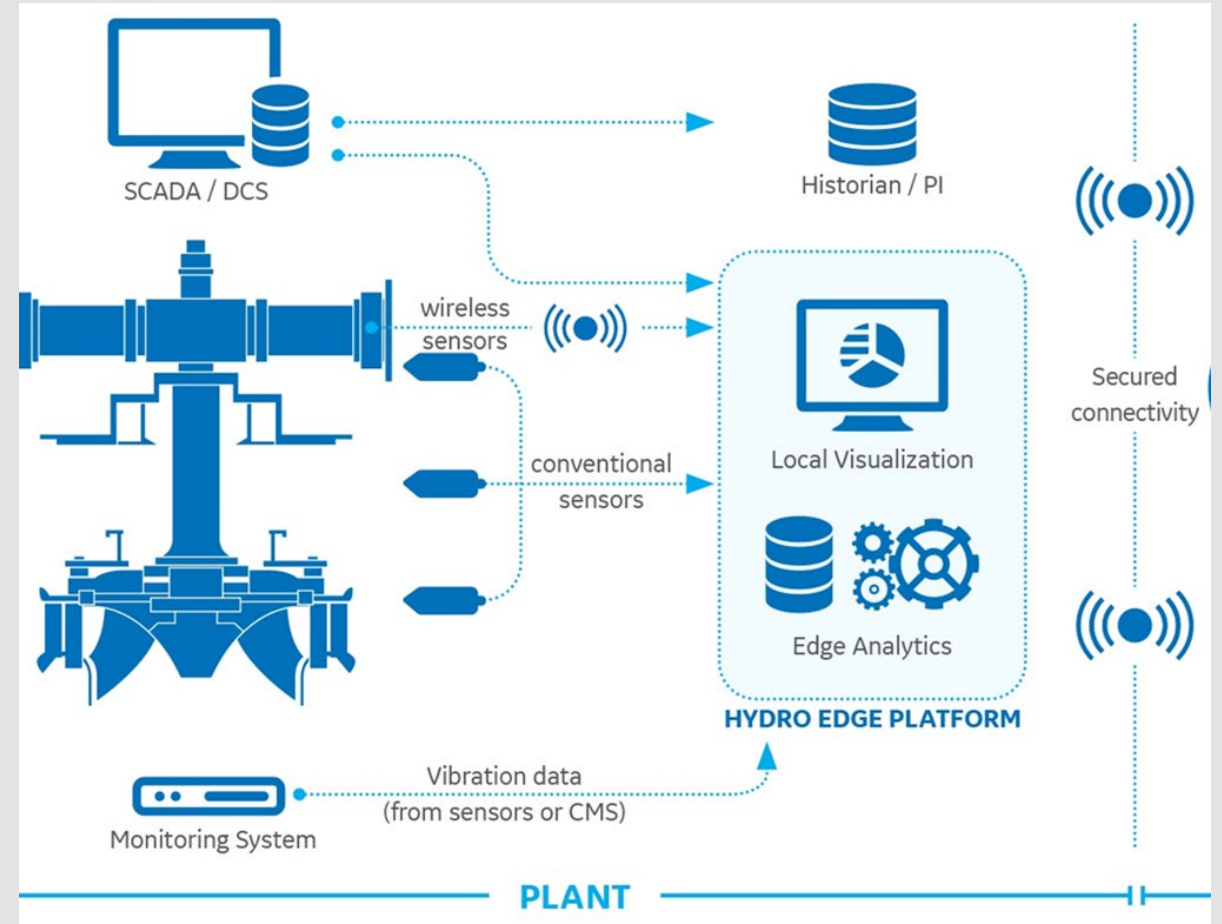 SCADA / DCS
Historian / PI
wireless
sensors
Secured
connectivity
Local Visualization
conventional
sensors
Edge Analytics
HYDRO EDGE PLATFORM
Vibration data
(from sensors or CMS)
Monitoring System
PLANT